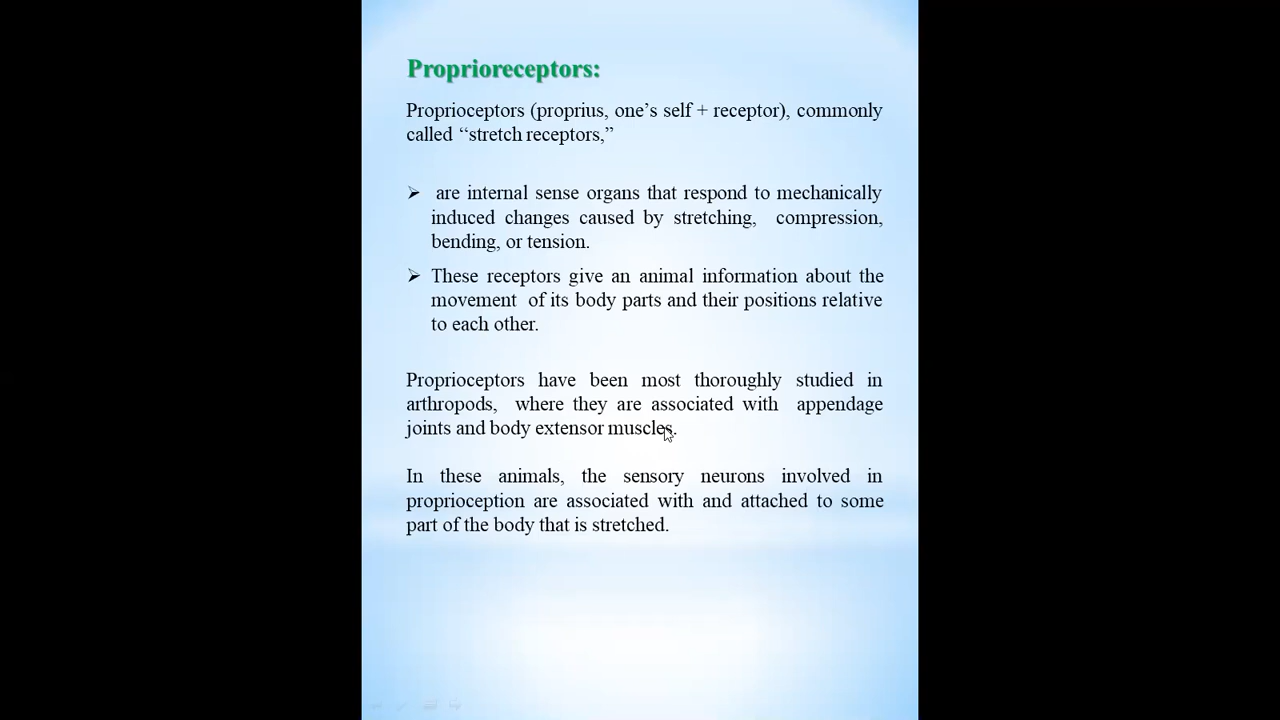 Proprioreceptors:
Proprioceptors (proprius, one’s self + receptor), commonly
called “stretch receptors,”
➢ are internal sense organs that respond to mechanically
induced changes caused by stretching, compression,
bending, or tension.
➢ These receptors give an animal information about the
movement of its body parts and their positions relative
to each other.
Proprioceptors have been most thoroughly studied in
arthropods, where they are associated with appendage
joints and body extensor muscles.
In these animals, the sensory neurons involved in
proprioception are associated with and attached to some
part of the body that is stretched.